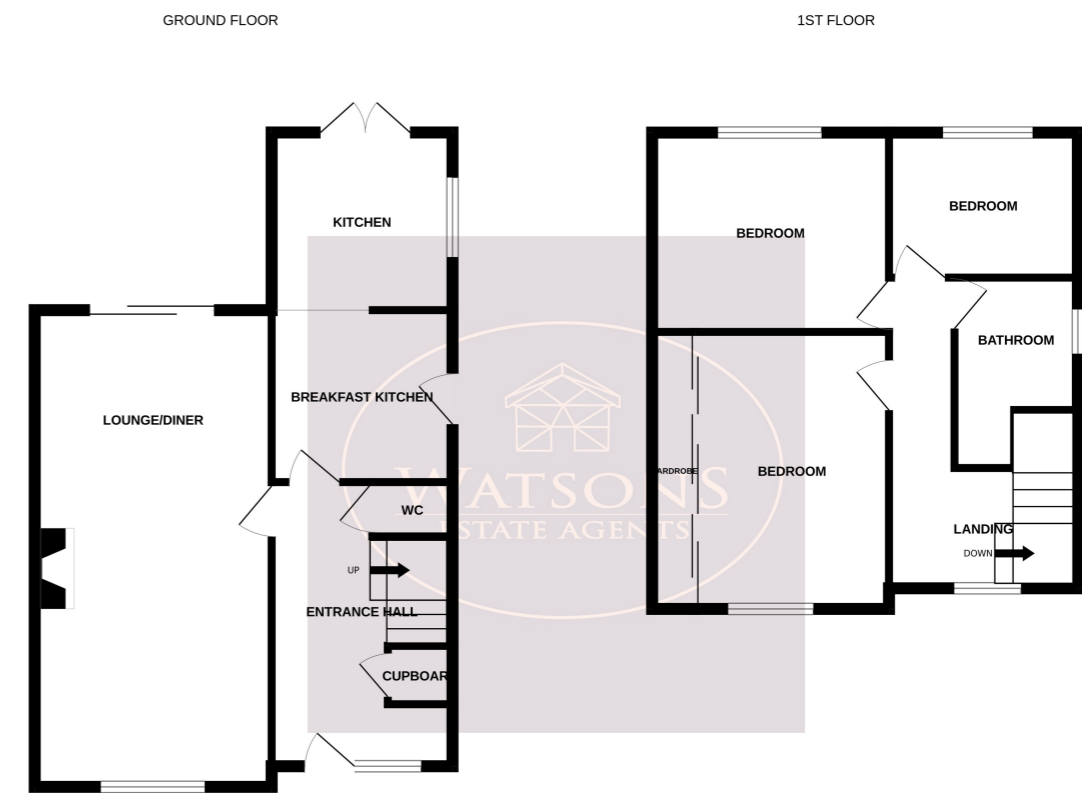 GROUND FLOOR
1ST FLOOR
KITCHEN
BREAKFAST KITCHEN
LOUNGE/DINER
WC
UP
ENTRANCE HALL
CUPBOAR
BEDROOM
BEDROOM
BATHROOM
ARDROBE
BEDROOM
LANDING
DOWN
WATSONS
ESTATE AGENTS